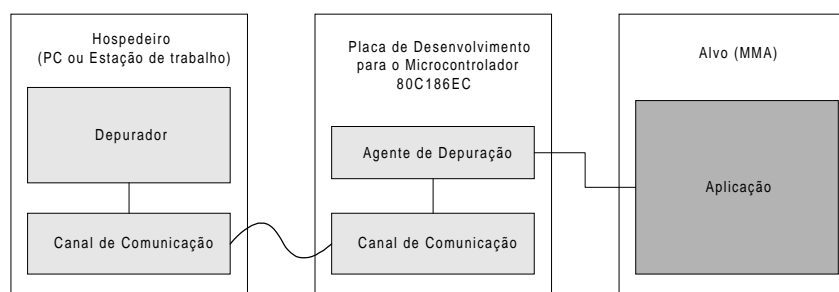 Hospedeiro
(PC ou Estação de trabalho)
Depurador
Canal de Comunicação
Placa de Desenvolvimento
para o Microcontrolador
80C186EC
Agente de Depuração
Canal de Comunicação
Alvo (MMA)
Aplicação